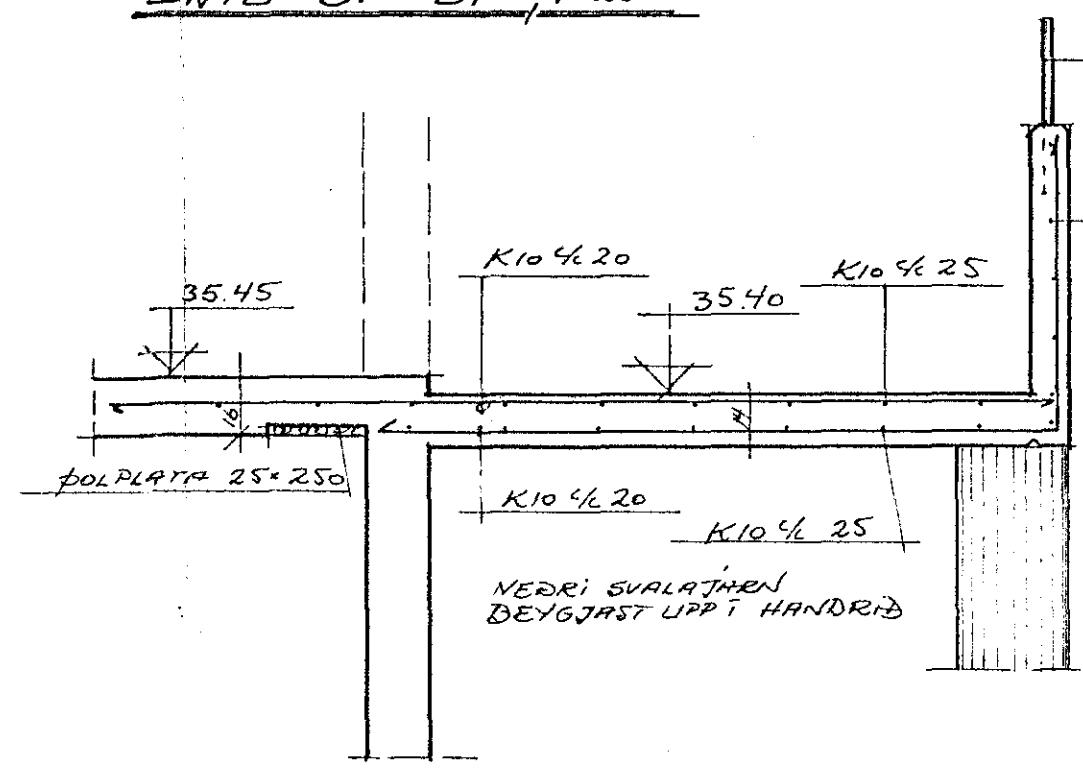 K10 c/c 20
K10 c/c 25
35.45
35.40
16
14
ÞOLPLATA 25×250
K10 c/c 20
K10 c/c 25
NEÐRI SVALAJÁRN
BEYGJAST UPP Í HANDRIÐ